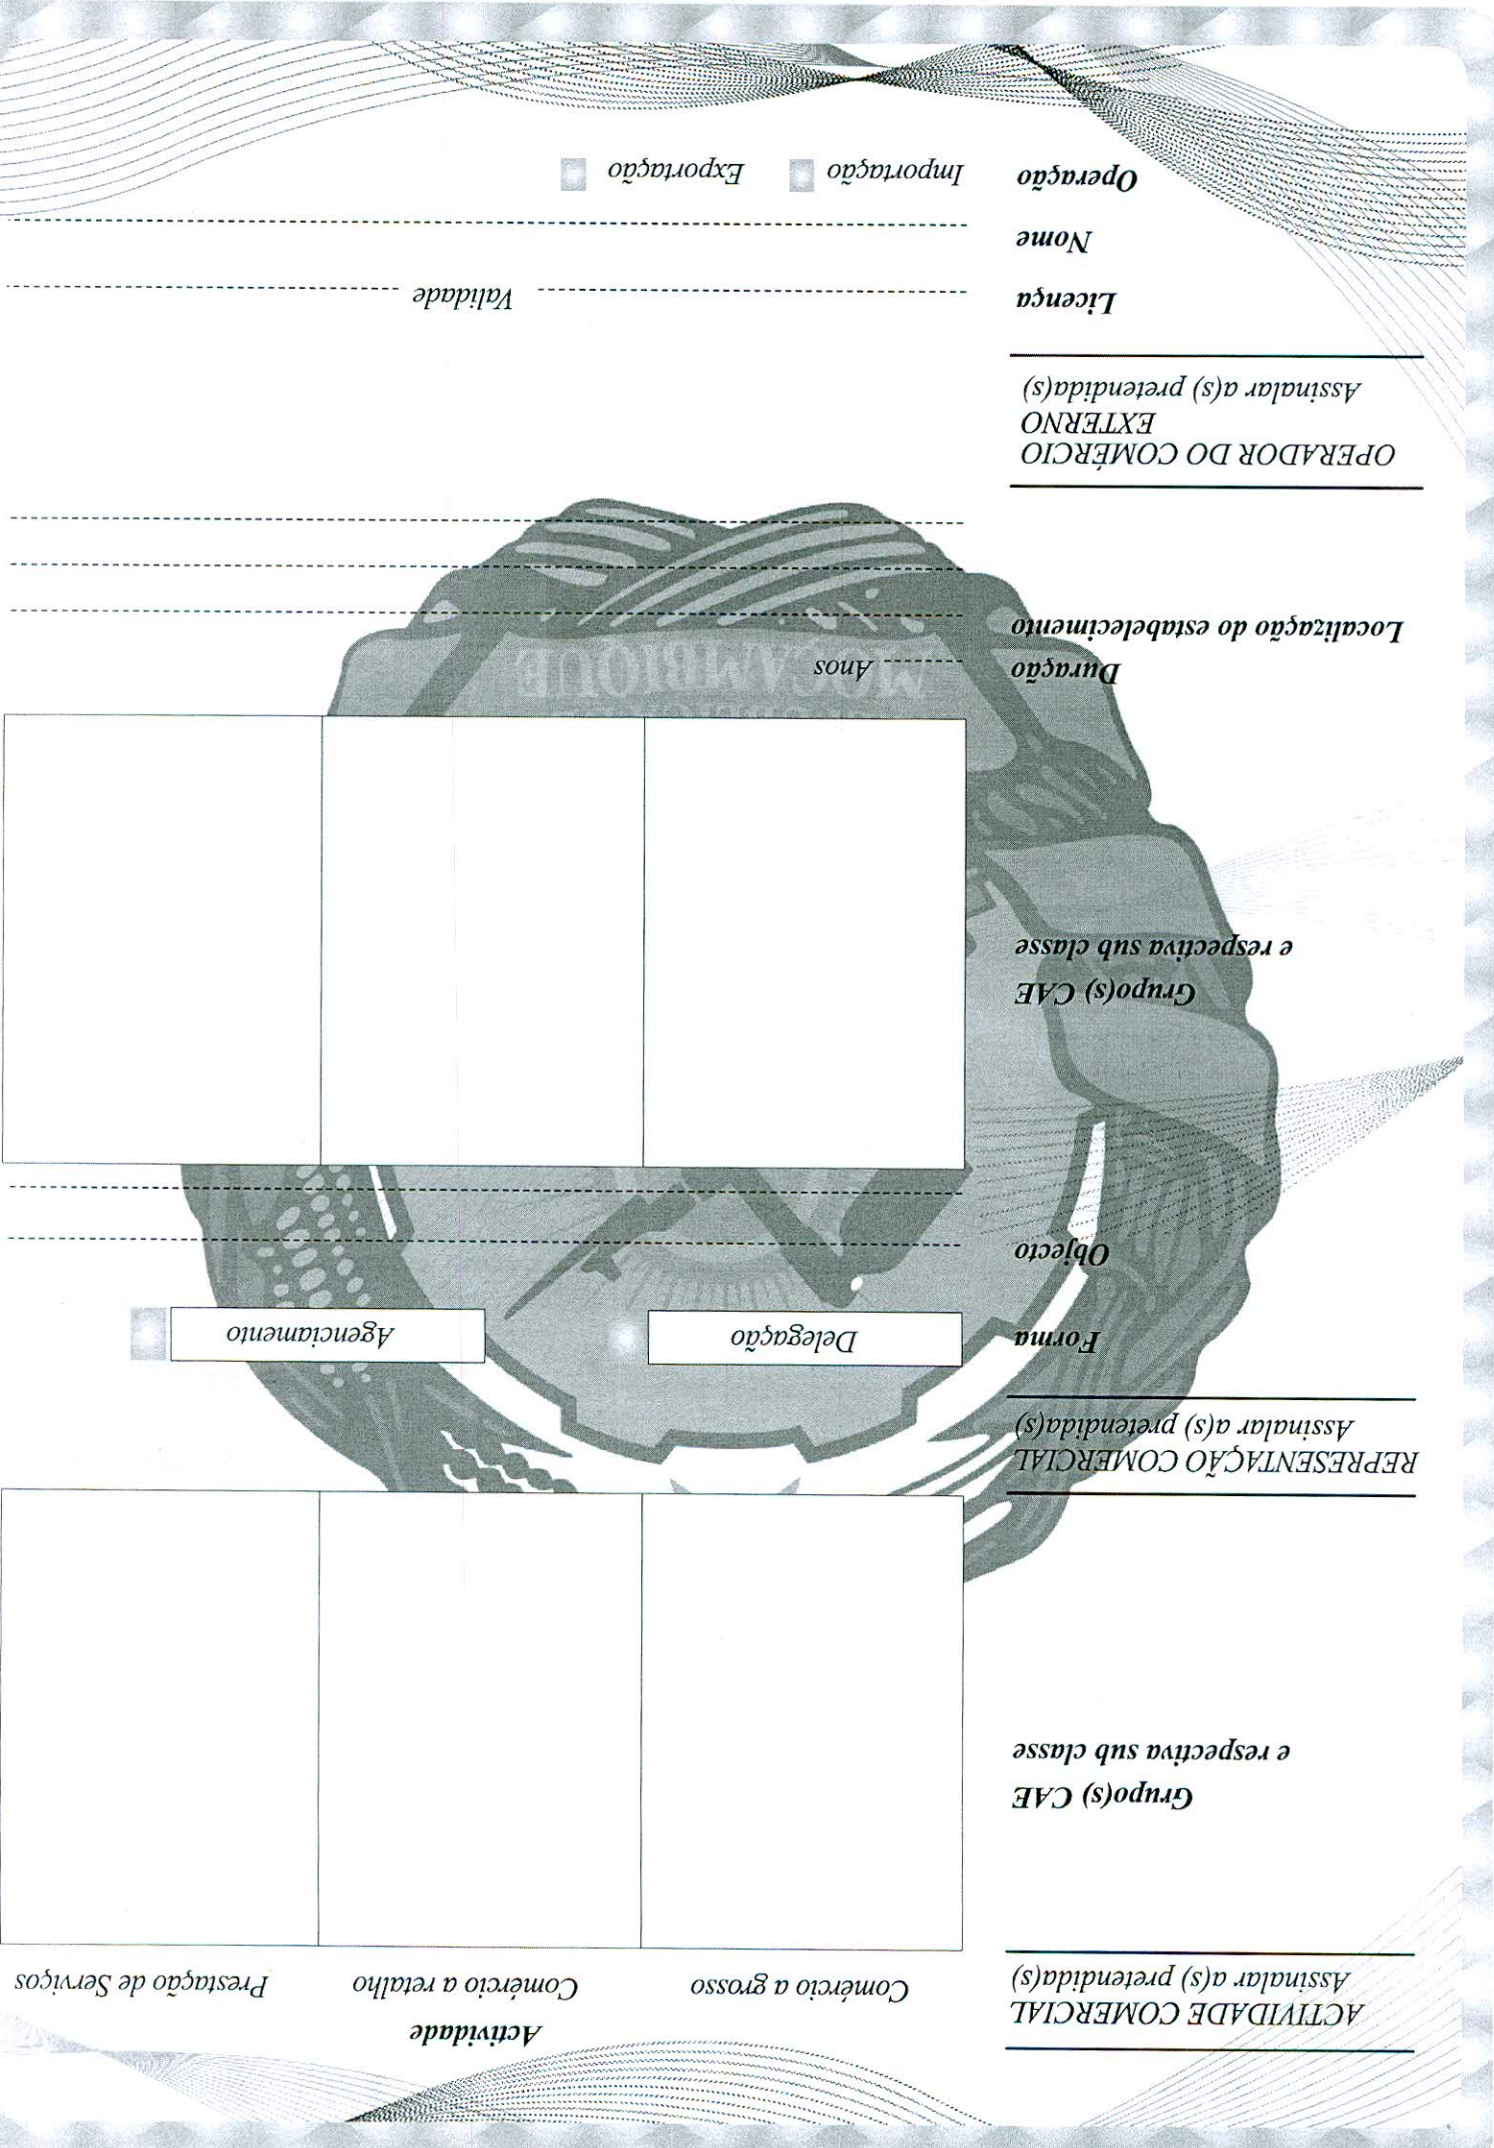 Actividade
ACTIVIDADE COMERCIAL
Assinalar a(s) pretendida(s)
Comércio a grosso
Comércio a retalho
Prestação de Serviços
Grupo(s) CAE
e respectiva sub classe
REPRESENTAÇÃO COMERCIAL
Assinalar a(s) pretendida(s)
Forma
Delegação
Agenciamento
Objecto
Grupo(s) CAE
e respectiva sub classe
Duração
Anos
MOÇAMBIQUE
Localização do estabelecimento
OPERADOR DO COMÉRCIO
EXTERNO
Assinalar a(s) pretendida(s)
Licença
Validade
Nome
Operação
Importação
Exportação